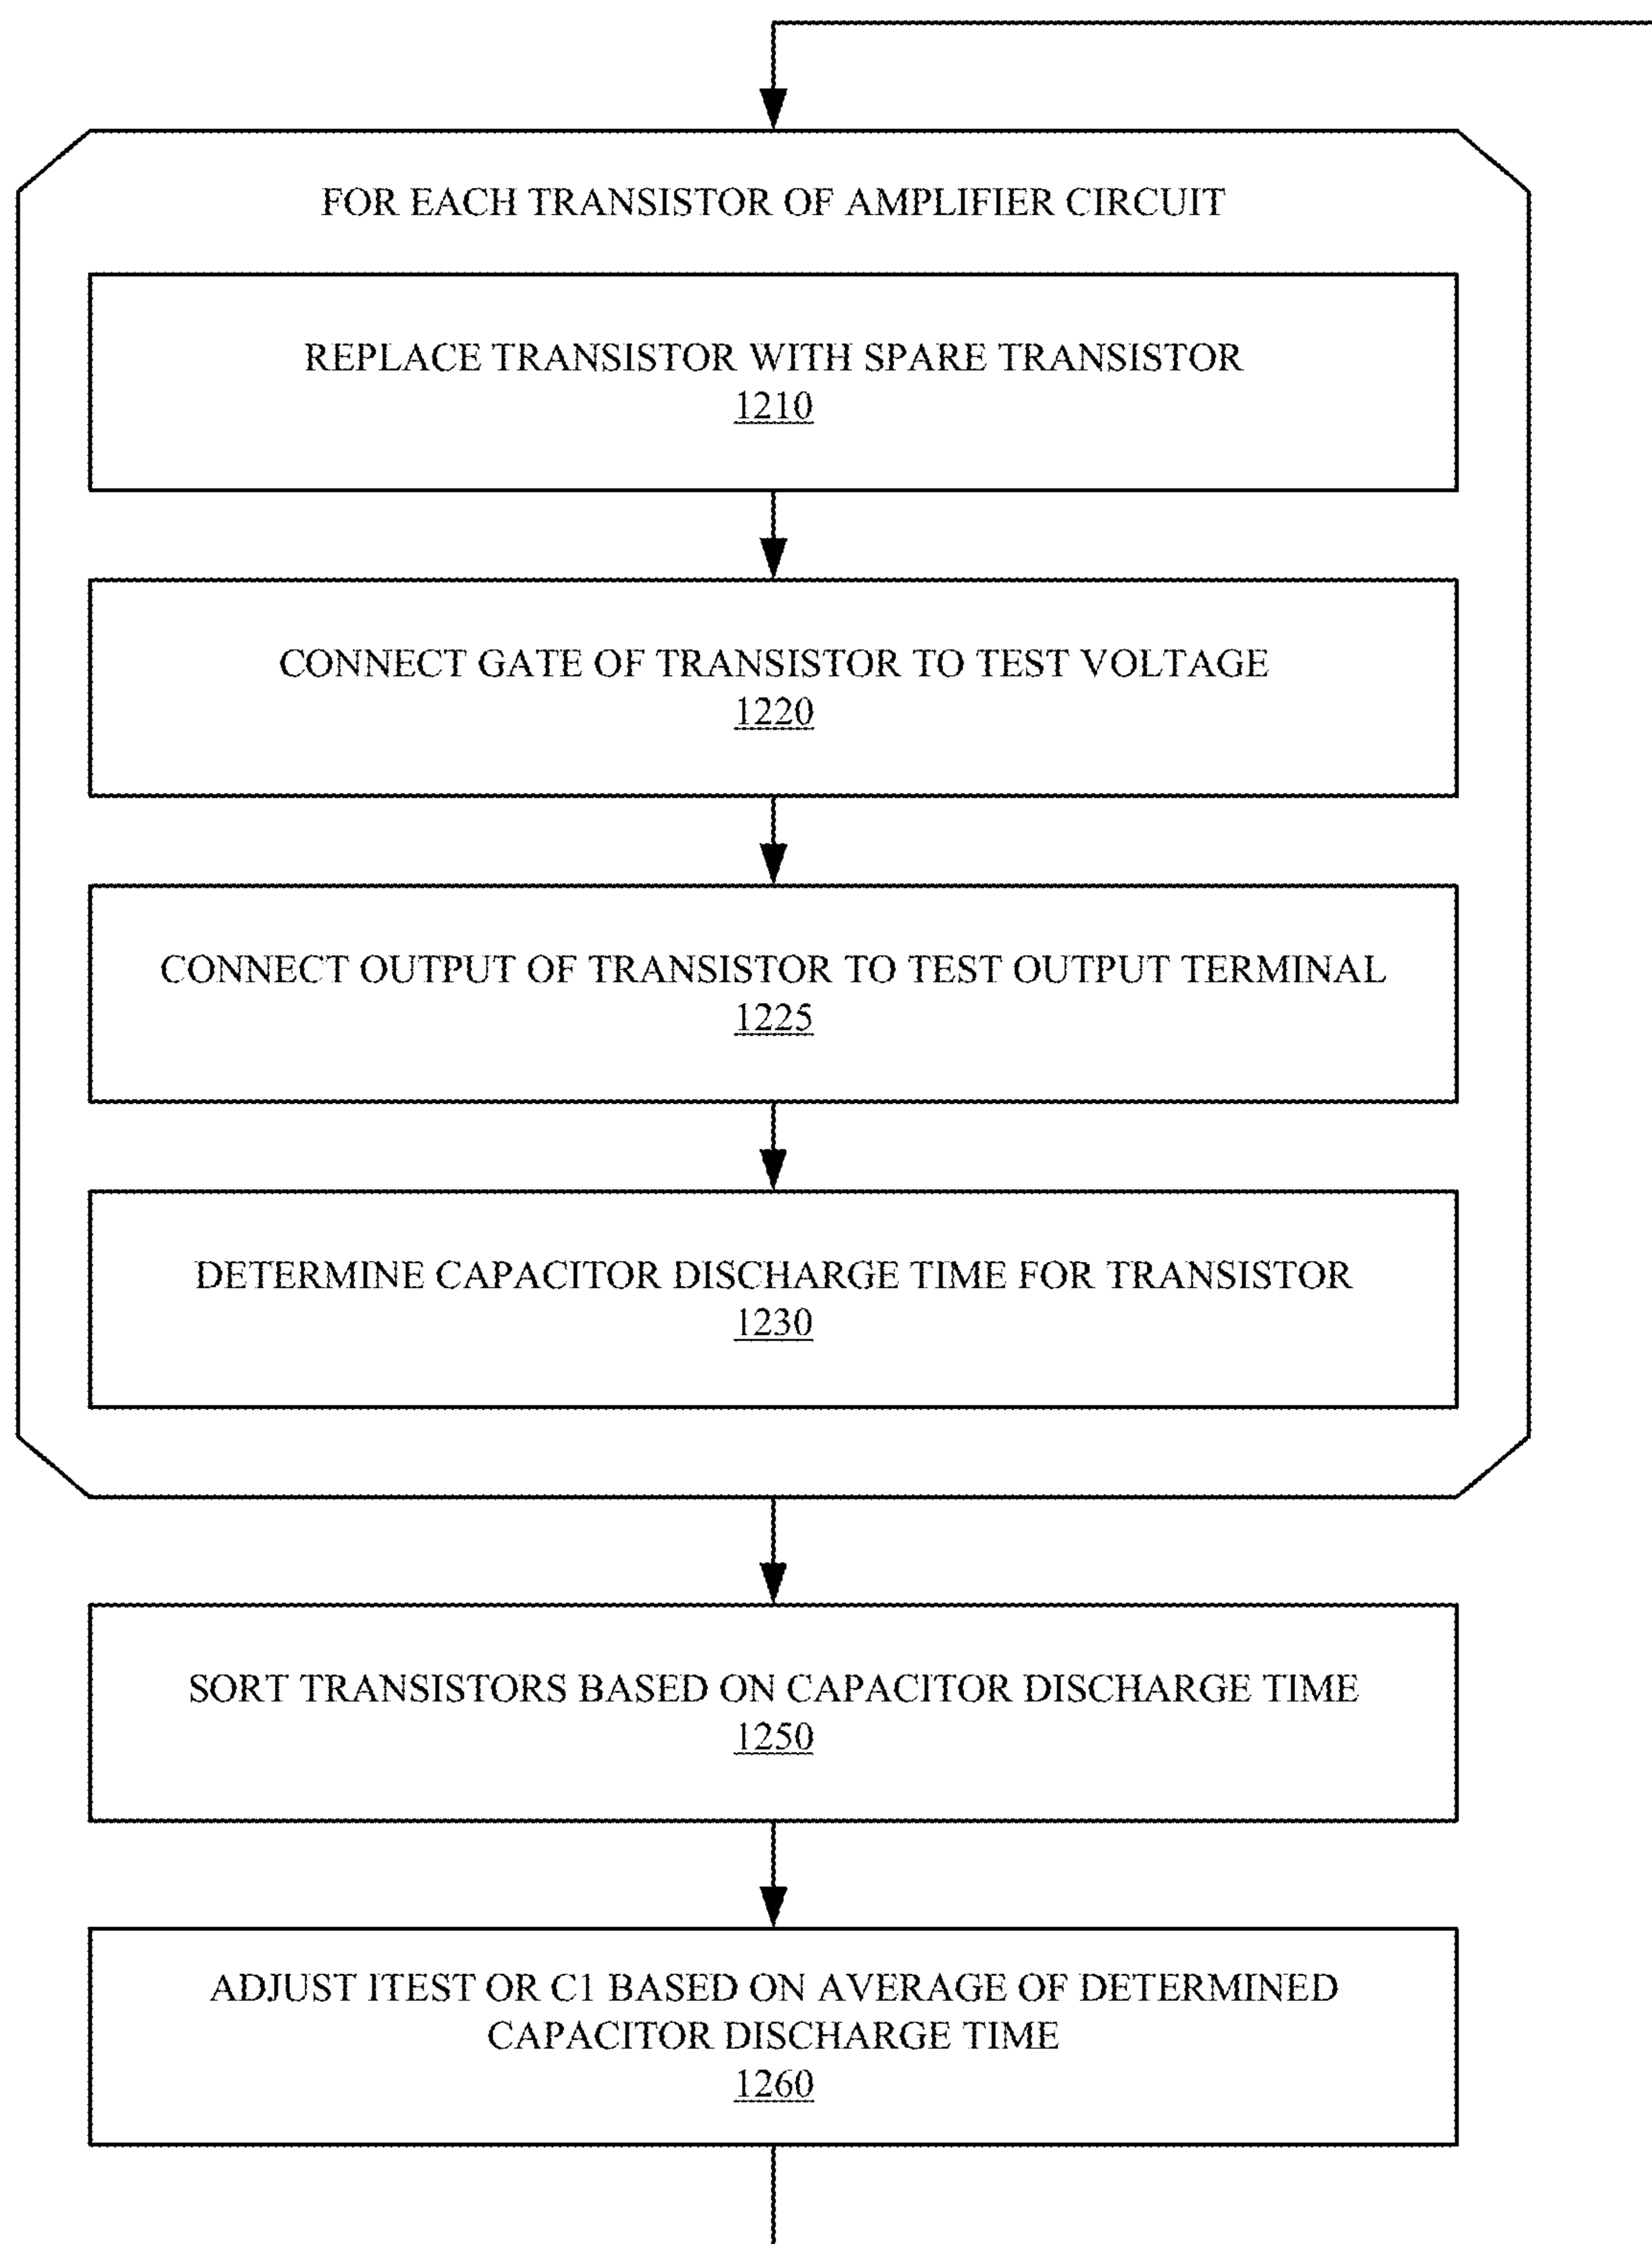 FOR EACH TRANSISTOR OF AMPLIFIER CIRCUIT
REPLACE TRANSISTOR WITH SPARE TRANSISTOR
1210
CONNECT GATE OF TRANSISTOR TO TEST VOLTAGE
1220
CONNECT OUTPUT OF TRANSISTOR TO TEST OUTPUT TERMINAL
1225
DETERMINE CAPACITOR DISCHARGE TIME FOR TRANSISTOR
1230
SORT TRANSISTORS BASED ON CAPACITOR DISCHARGE TIME
1250
ADJUST ITEST OR C1 BASED ON AVERAGE OF DETERMINED
CAPACITOR DISCHARGE TIME
1260